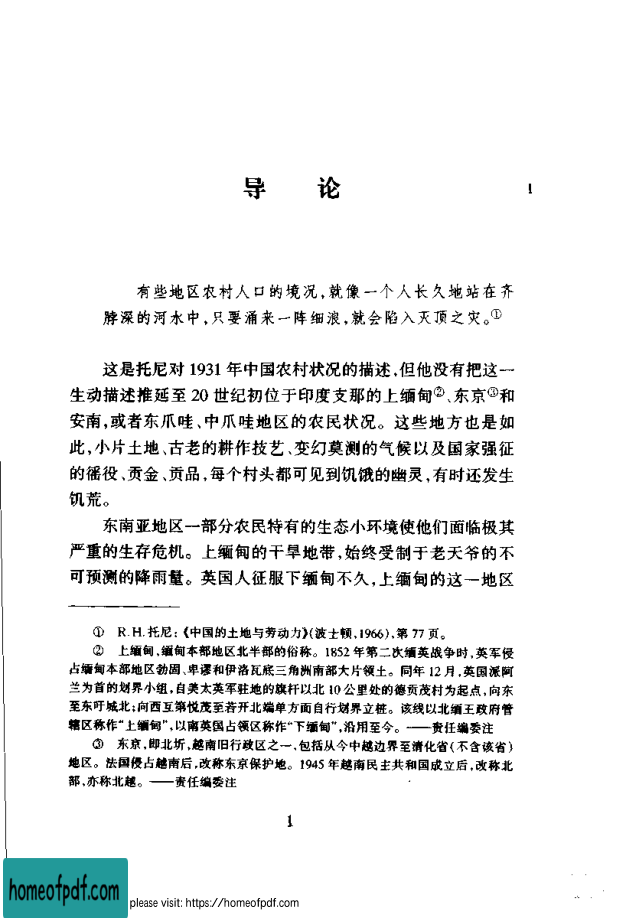 导 论
1
有些地区农村人口的境况,就像一个人长久地站在齐
脖深的河水中,只要涌来一阵细浪,就会陷入灭顶之灾。①
这是托尼对 1931 年中国农村状况的描述,但他没有把这一
生动描述推延至 20 世纪初位于印度支那的上缅甸②、东京③和
安南,或者东爪哇、中爪哇地区的农民状况。这些地方也是如
此,小片土地、古老的耕作技艺、变幻莫测的气候以及国家强征
的徭役、贡金、贡品,每个村头都可见到饥饿的幽灵,有时还发生
饥荒。
东南亚地区一部分农民特有的生态小环境使他们面临极其
严重的生存危机。上缅甸的干旱地带,始终受制于老天爷的不
可预测的降雨量。英国人征服下缅甸不久,上缅甸的这一地区
① R.H.托尼:《中国的土地与劳动力》(波士顿,1966),第 77 页。
② 上缅甸,缅甸本部地区北半部的俗称。1852 年第二次缅英战争时,英军侵
占缅甸本部地区勃固、卑谬和伊洛瓦底三角洲南部大片领土。同年 12 月,英国派阿
兰为首的划界小组,自美太英军驻地的旗杆以北 10 公里处的德贡茂村为起点,向东
至东吁城北;向西互第悦茂至若开北端单方面自行划界立桩。该线以北缅王政府管
辖区称作“上缅甸”,以南英国占领区称作“下缅甸”,沿用至今。——责任编委注
③ 东京,即北圻,越南旧行政区之一,包括从今中越边界至清化省(不含该省)
地区。法国侵占越南后,改称东京保护地。1945 年越南民主共和国成立后,改称北
部,亦称北越。——责任编委注
1
homeofpdf.com
please visit: https://homeofpdf.com